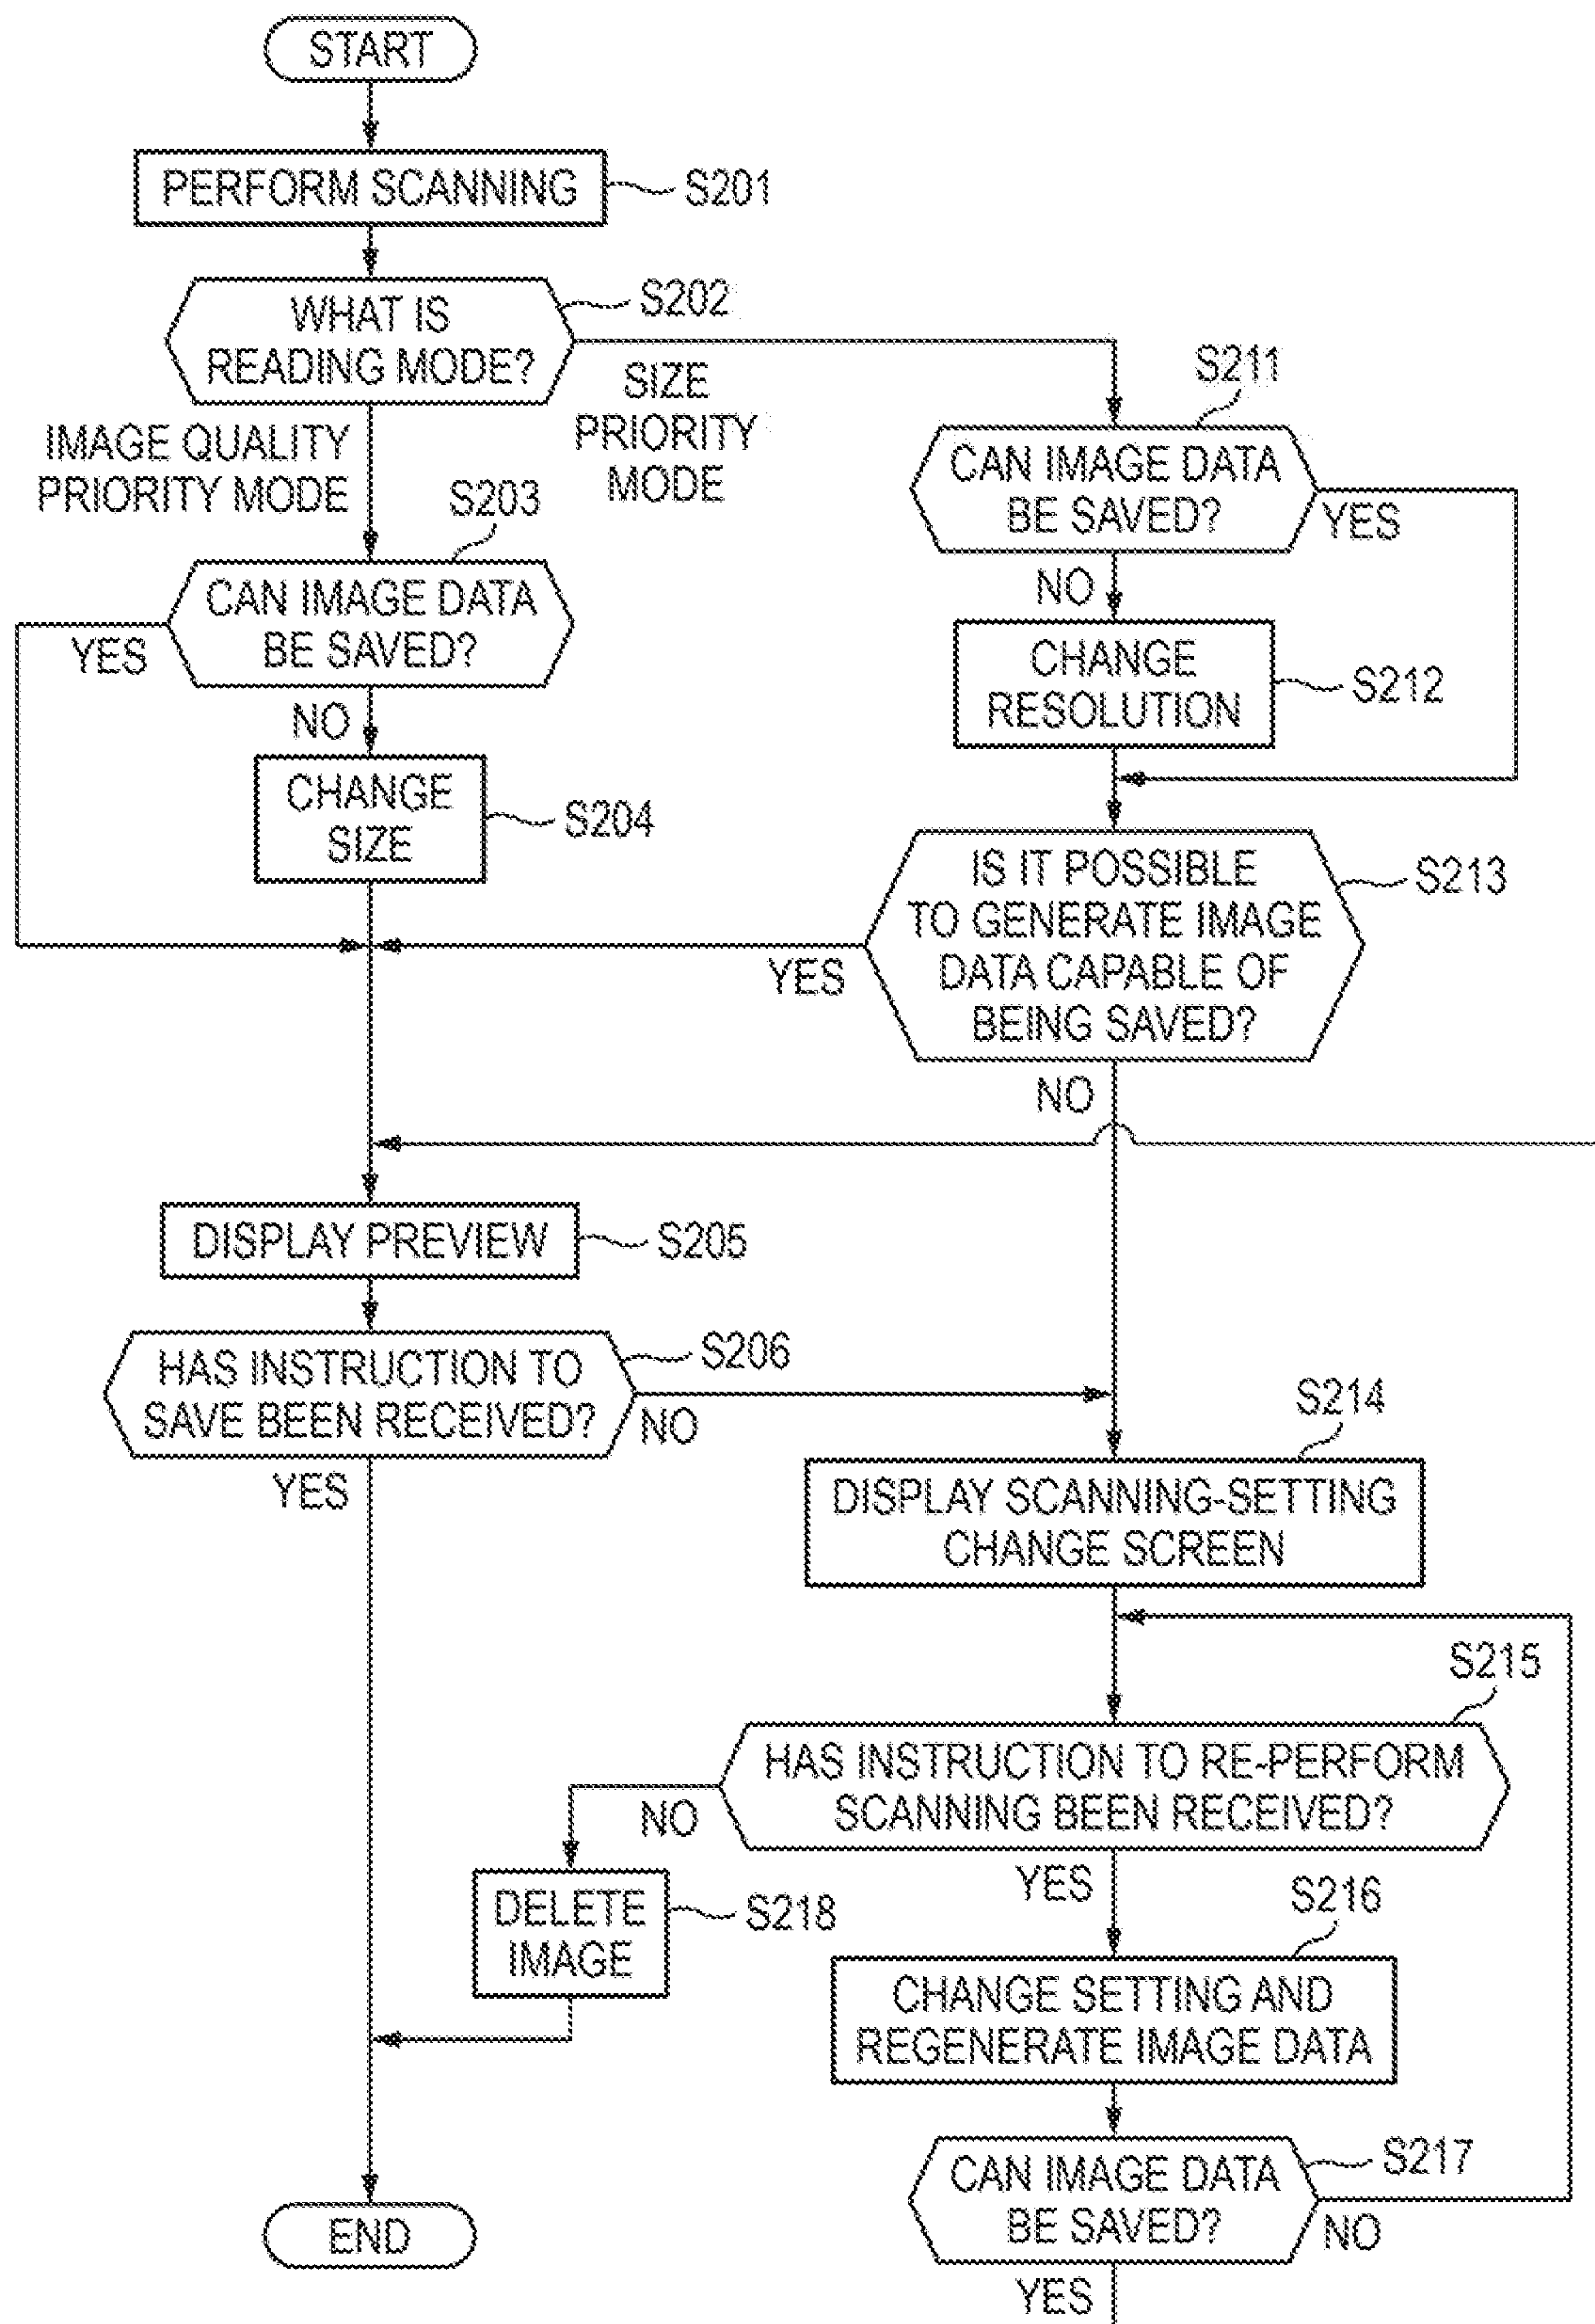 START
PERFORM SCANNING
S201
WHAT IS
READING MODE?
S202
SIZE
PRIORITY
MODE
IMAGE QUALITY
PRIORITY MODE
S203
CAN IMAGE DATA
BE SAVED?
YES
NO
CHANGE
SIZE
S204
S211
CAN IMAGE DATA
BE SAVED?
YES
NO
CHANGE
RESOLUTION
S212
IS IT POSSIBLE
TO GENERATE IMAGE
DATA CAPABLE OF
BEING SAVED?
S213
YES
NO
DISPLAY PREVIEW
S205
HAS INSTRUCTION TO
SAVE BEEN RECEIVED?
S206
NO
YES
S214
DISPLAY SCANNING-SETTING
CHANGE SCREEN
S215
HAS INSTRUCTION TO RE-PERFORM
SCANNING BEEN RECEIVED?
NO
YES
DELETE
IMAGE
S218
S216
CHANGE SETTING AND
REGENERATE IMAGE DATA
S217
CAN IMAGE DATA
BE SAVED?
NO
YES
END